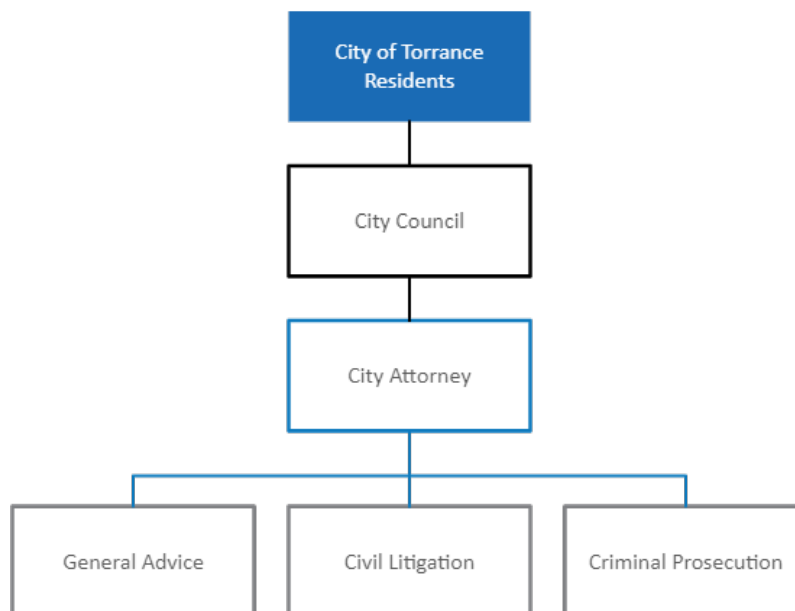 City of Torrance
Residents
City Council
City Attorney
General Advice
Civil Litigation
Criminal Prosecution